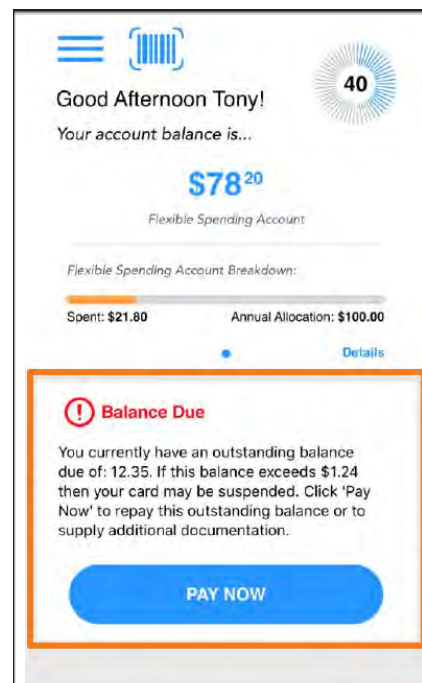 40
Good Afternoon Tony!
Your account balance is...
$78 20
Flexible Spending Account
Flexible Spending Account Breakdown:
Spent: $21.80 Annual Allocation: $100.00
Details
Balance Due
You currently have an outstanding balance
due of: 12.35. If this balance exceeds $1.24
then your card may be suspended. Click 'Pay
Now' to repay this outstanding balance or to
supply additional documentation.
PAY NOW